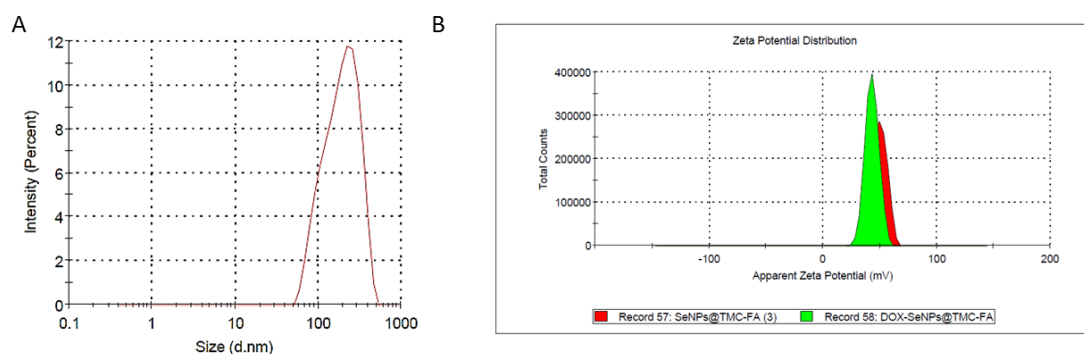 A
B
12
10
8
6
4
2
0
Intensity (Percent)
0.1 1 10 100 1000
Size (d.nm)
Zeta Potential Distribution
400000
300000
200000
100000
0
Total Counts
-100 0 100 200
Apparent Zeta Potential (mV)
Record 57: SeNPs@TMC-FA (3) Record 58: DOX-SeNPs@TMC-FA